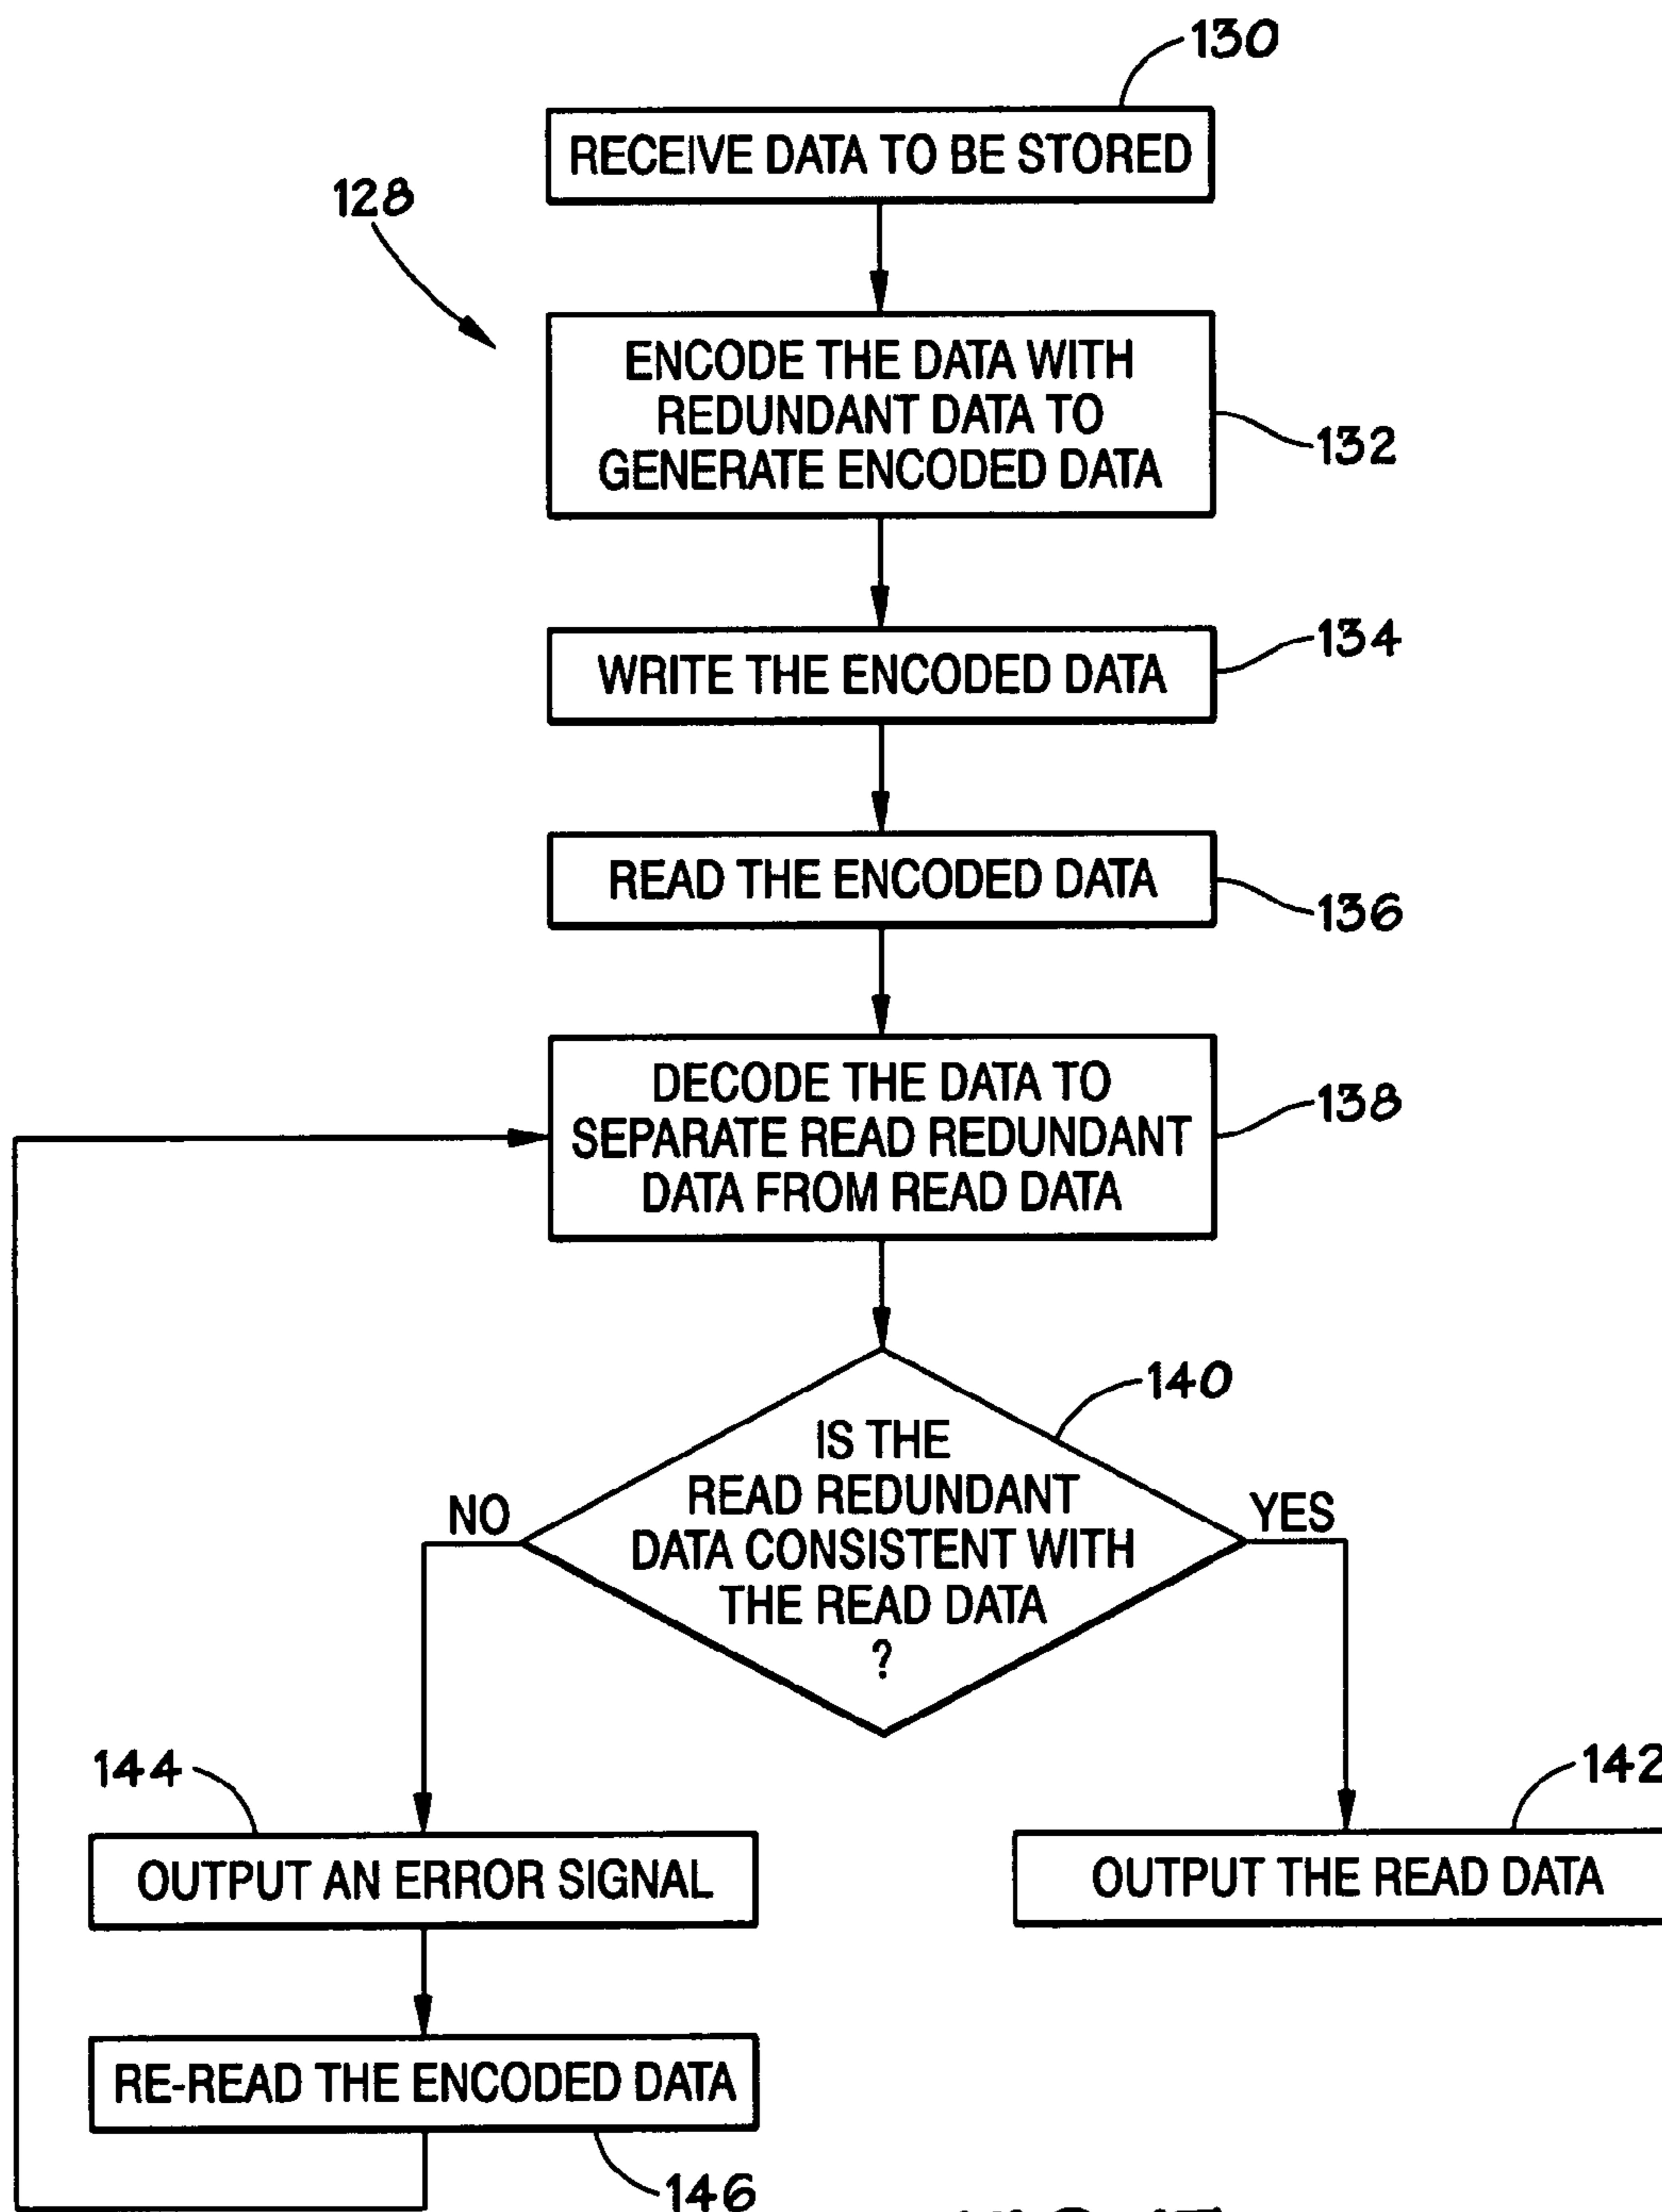 130
RECEIVE DATA TO BE STORED
128
ENCODE THE DATA WITH
REDUNDANT DATA TO
GENERATE ENCODED DATA
132
134
WRITE THE ENCODED DATA
READ THE ENCODED DATA
136
DECODE THE DATA TO
SEPARATE READ REDUNDANT
DATA FROM READ DATA
138
140
IS THE
READ REDUNDANT
DATA CONSISTENT WITH
THE READ DATA
?
NO
YES
144
142
OUTPUT AN ERROR SIGNAL
OUTPUT THE READ DATA
RE-READ THE ENCODED DATA
146